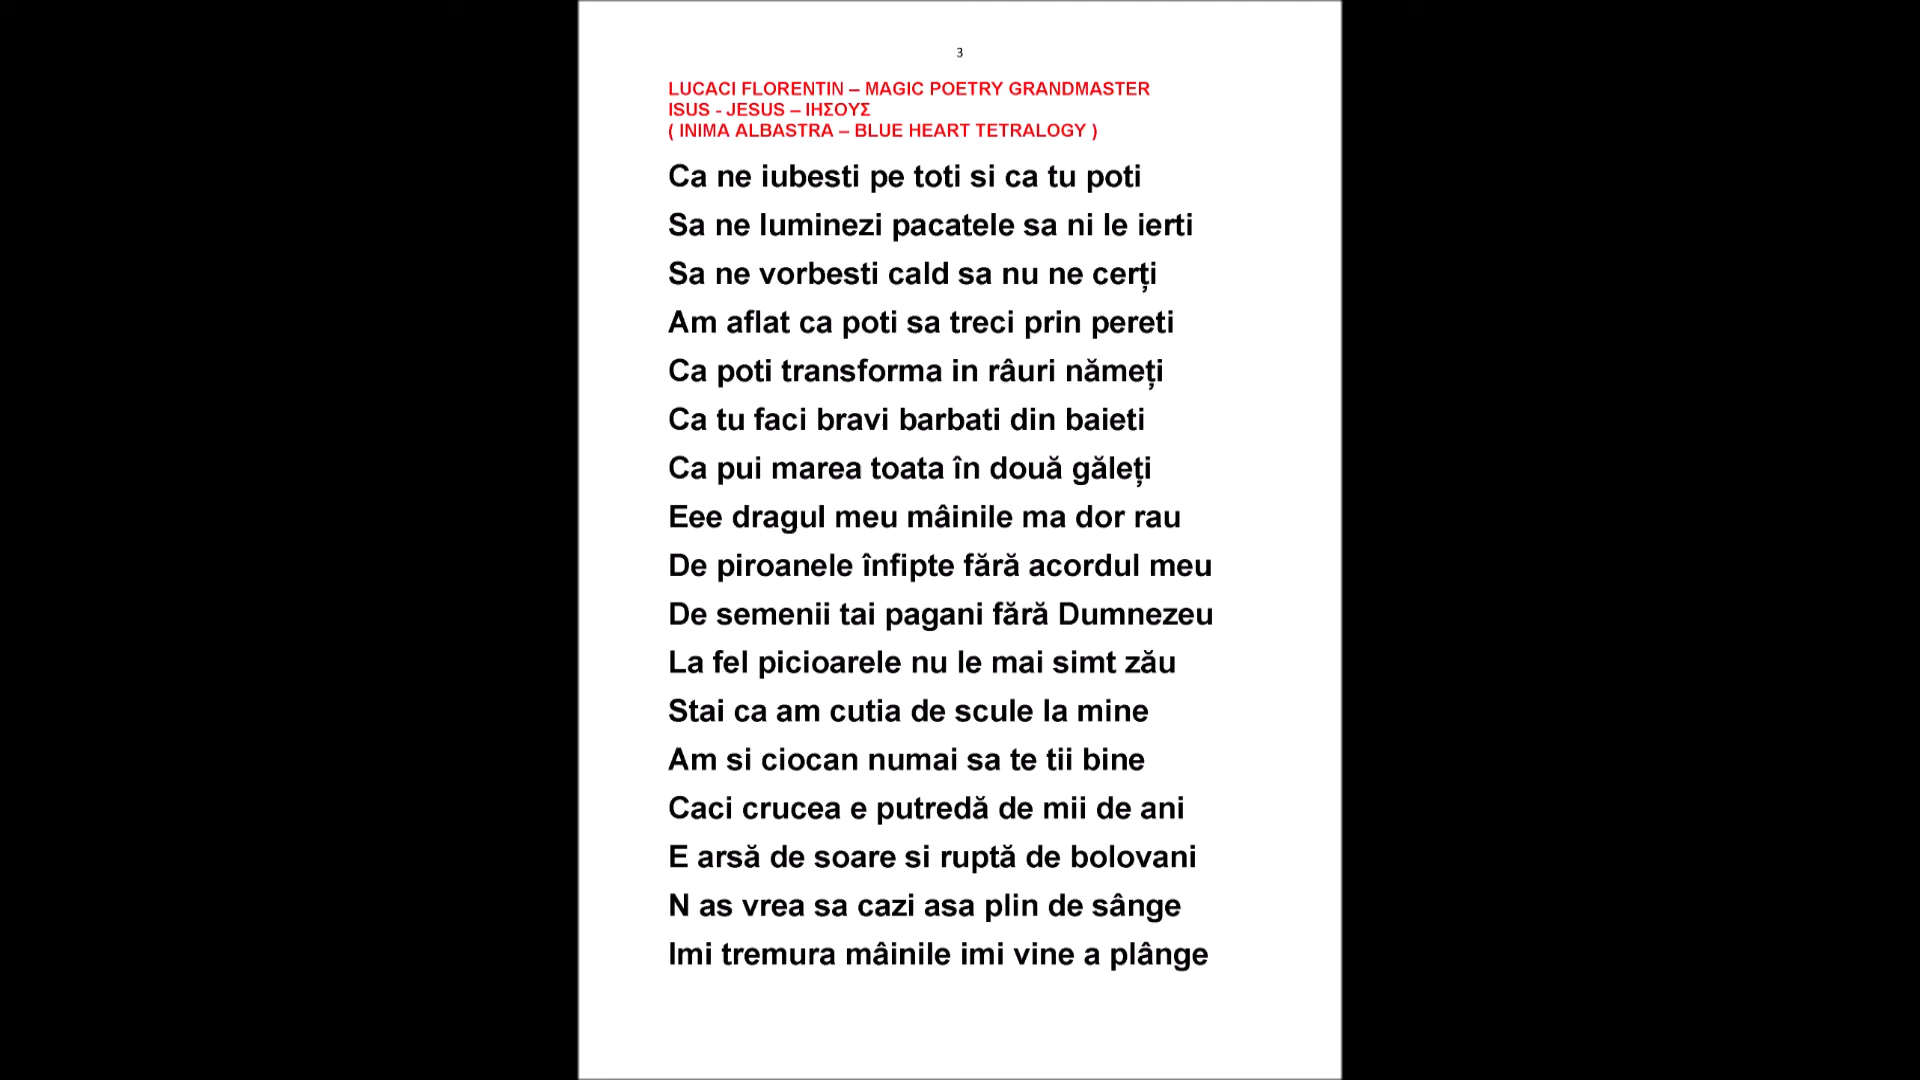 3
LUCACI FLORENTIN – MAGIC POETRY GRANDMASTER
ISUS - JESUS – ΙΗΣΟΥΣ
( INIMA ALBASTRA – BLUE HEART TETRALOGY )
Ca ne iubesti pe toti si ca tu poti
Sa ne luminezi pacatele sa ni le ierti
Sa ne vorbesti cald sa nu ne cerți
Am aflat ca poti sa treci prin pereti
Ca poti transforma in râuri nămeți
Ca tu faci bravi barbati din baieti
Ca pui marea toata în două găleți
Eee dragul meu mâinile ma dor rau
De piroanele înfipte fără acordul meu
De semenii tai pagani fără Dumnezeu
La fel picioarele nu le mai simt zău
Stai ca am cutia de scule la mine
Am si ciocan numai sa te tii bine
Caci crucea e putredă de mii de ani
E arsă de soare si ruptă de bolovani
N as vrea sa cazi asa plin de sânge
Imi tremura mâinile imi vine a plânge